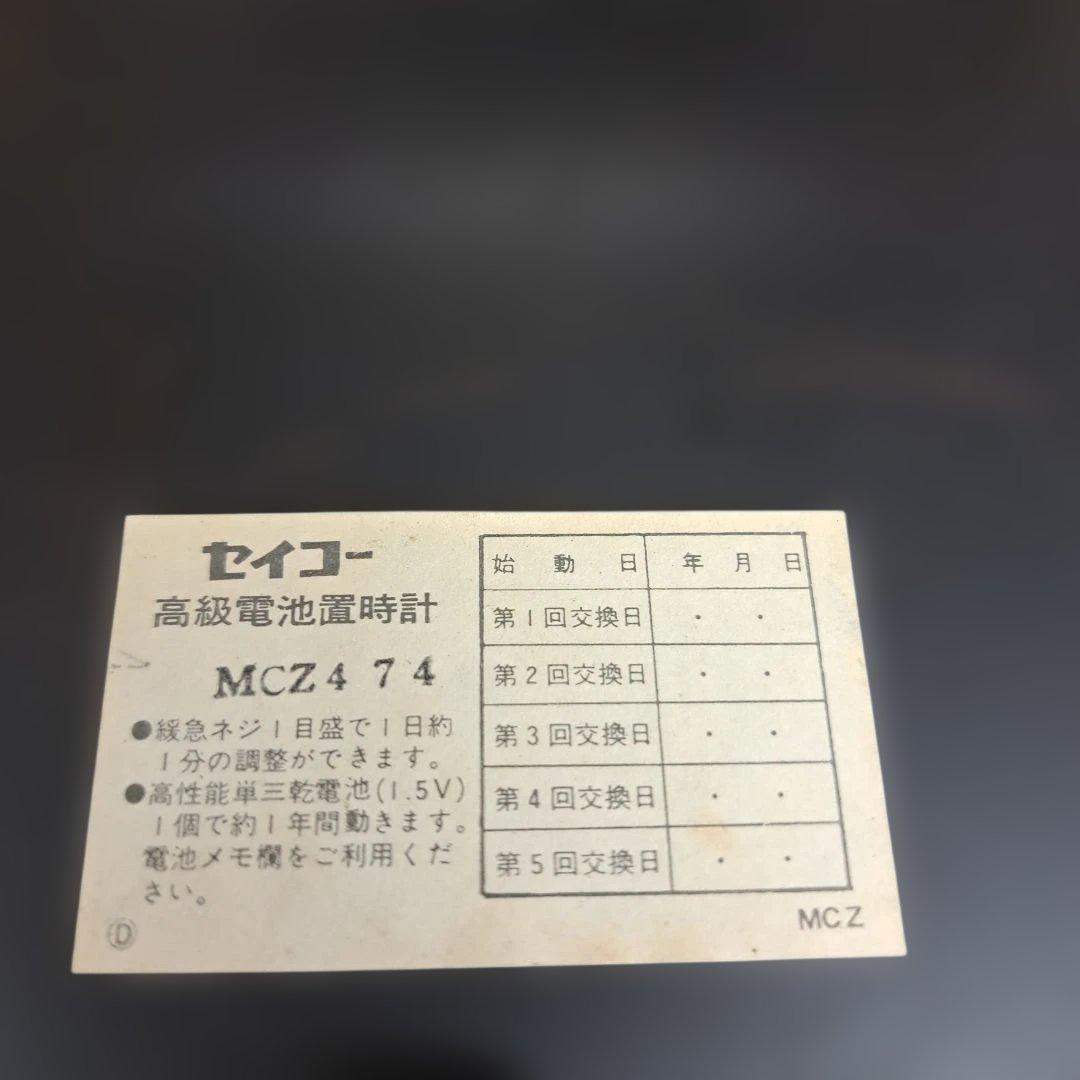 セイコー
高級電池置時計
MCZ4 7 4
●緩急ネジ1目盛で1日約
1分の調整ができます。
●高性能単三乾電池(1.5V)
1個で約1年間動きます。
電池メモ欄をご利用くだ
さい。
Ⓓ
始 動 日 年 月 日
第1回交換日 ・ ・
第2回交換日 ・ ・
第3回交換日 ・ ・
第4回交換日 ・ ・
第5回交換日 ・ ・
MCZ